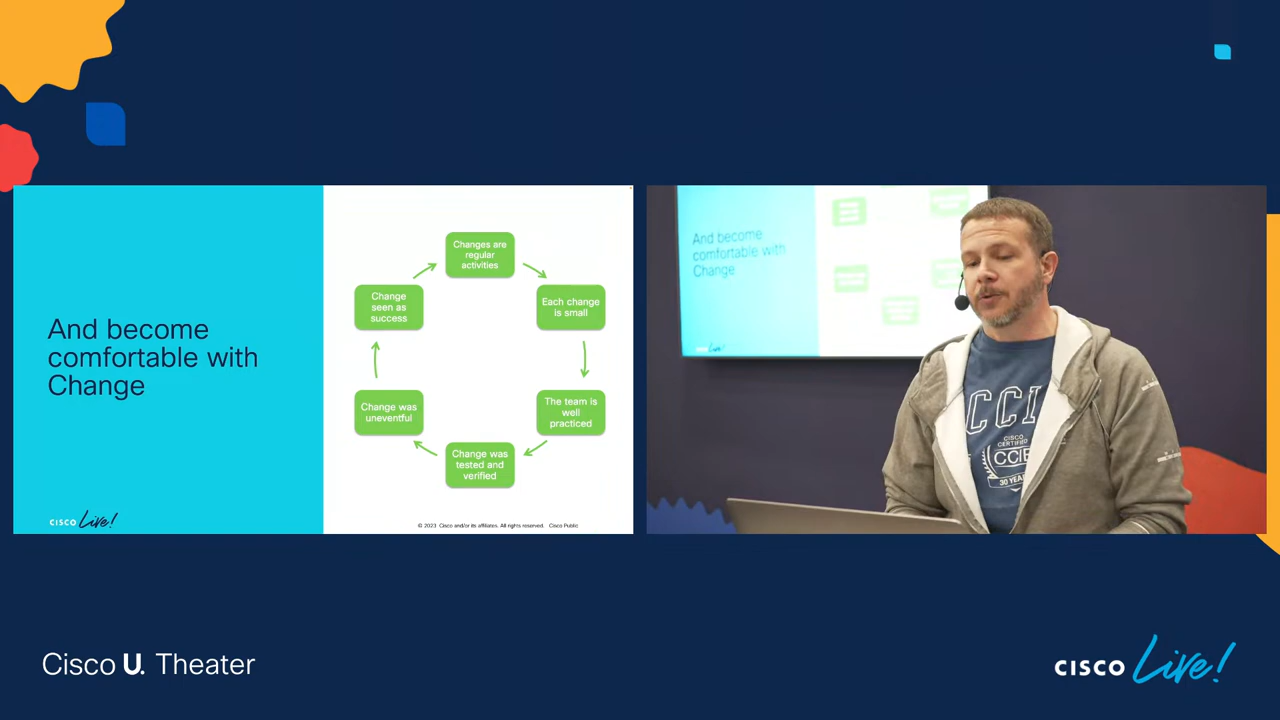 And become
comfortable with
Change
Changes are
regular
activities
Each change
is small
The team is
well
practiced
Change was
tested and
verified
Change was
uneventful
Change
seen as
success
CISCO Live!
© 2023 Cisco and/or its affiliates. All rights reserved. Cisco Public
And become
comfortable with
Change
CCI
CISCO
CERTIFIED
CCIE
30 YEA
Cisco U. Theater
CISCO Live!